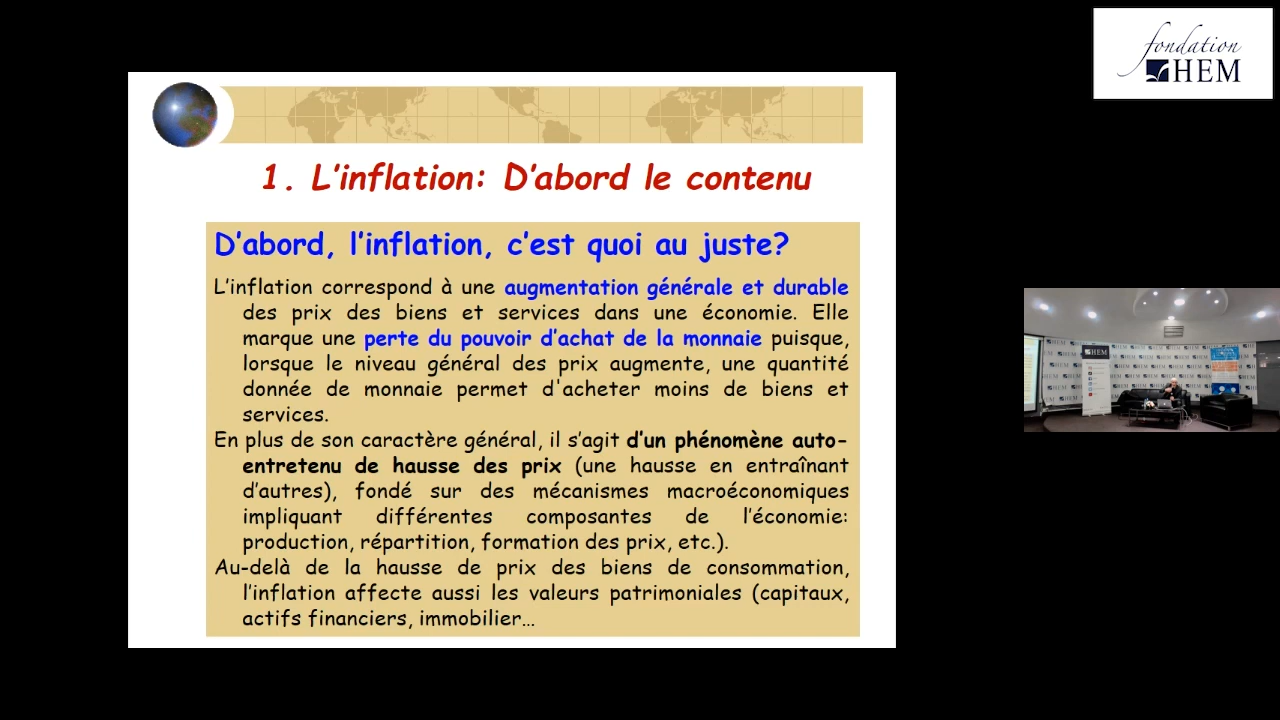 fondation
HEM
1. L'inflation: D'abord le contenu
D'abord, l'inflation, c'est quoi au juste?
L'inflation correspond à une augmentation générale et durable
des prix des biens et services dans une économie. Elle
marque une perte du pouvoir d'achat de la monnaie puisque,
lorsque le niveau général des prix augmente, une quantité
donnée de monnaie permet d'acheter moins de biens et
services.
En plus de son caractère général, il s'agit d'un phénomène auto-
entretenu de hausse des prix (une hausse en entraînant
d'autres), fondé sur des mécanismes macroéconomiques
impliquant différentes composantes de l'économie:
production, répartition, formation des prix, etc.).
Au-delà de la hausse de prix des biens de consommation,
l'inflation affecte aussi les valeurs patrimoniales (capitaux,
actifs financiers, immobilier…
HEM